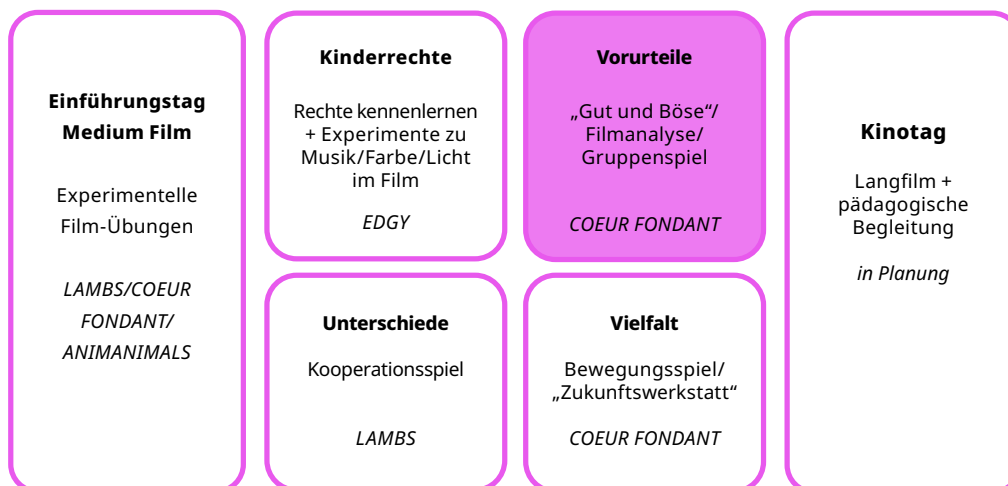 Einführungstag
Medium Film
Experimentelle
Film-Übungen
LAMBS/COEUR
FONDANT/
ANIMANIMALS
Kinderrechte
Rechte kennenlernen
+ Experimente zu
Musik/Farbe/Licht
im Film
EDGY
Vorurteile
„Gut und Böse“/
Filmanalyse/
Gruppenspiel
COEUR FONDANT
Unterschiede
Kooperationsspiel
LAMBS
Vielfalt
Bewegungsspiel/
„Zukunftswerkstatt“
COEUR FONDANT
Kinotag
Langfilm +
pädagogische
Begleitung
in Planung